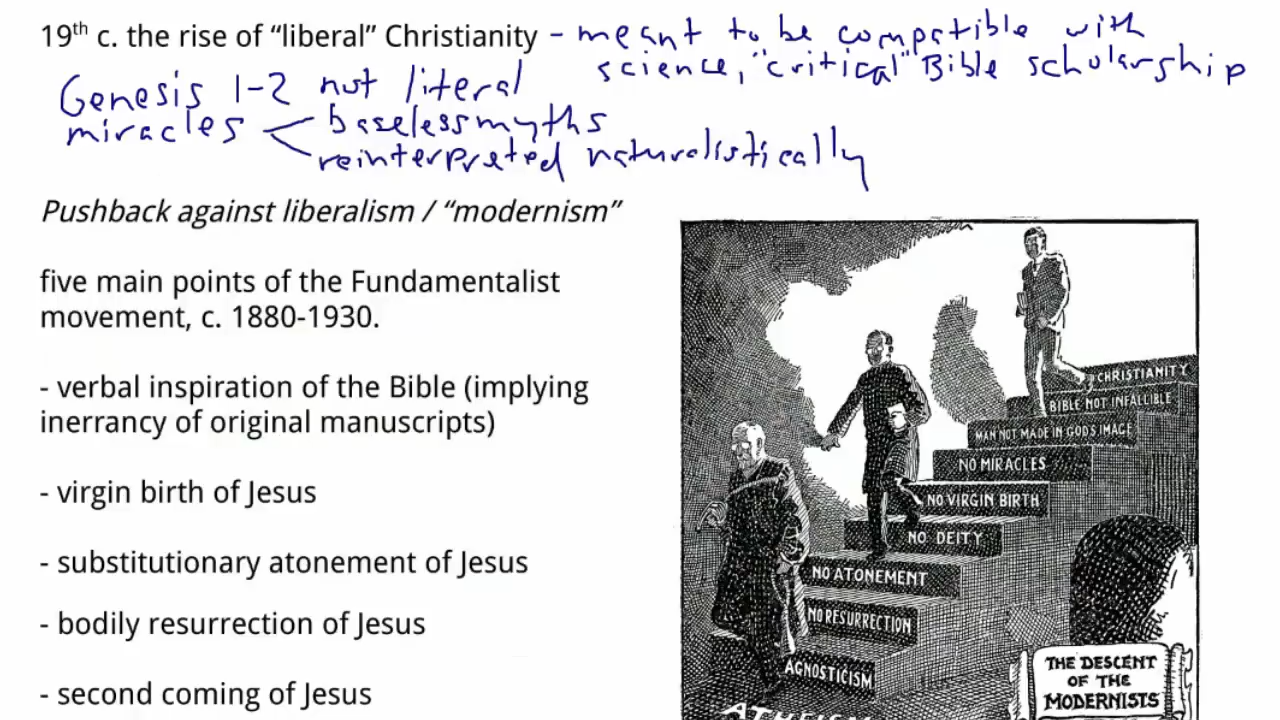 19th c. the rise of “liberal” Christianity – meant to be compatible with
science, "critical" Bible scholarship
Genesis 1-2 not literal
miracles < baseless myths
reinterpreted naturalistically
Pushback against liberalism / “modernism”
five main points of the Fundamentalist
movement, c. 1880-1930.
- verbal inspiration of the Bible (implying
inerrancy of original manuscripts)
- virgin birth of Jesus
- substitutionary atonement of Jesus
- bodily resurrection of Jesus
- second coming of Jesus
CHRISTIANITY
BIBLE NOT INFALLIBLE
MAN NOT MADE IN GOD'S IMAGE
NO MIRACLES
NO VIRGIN BIRTH
NO DEITY
NO ATONEMENT
NO RESURRECTION
AGNOSTICISM
ATHEISM
THE DESCENT
OF THE
MODERNISTS